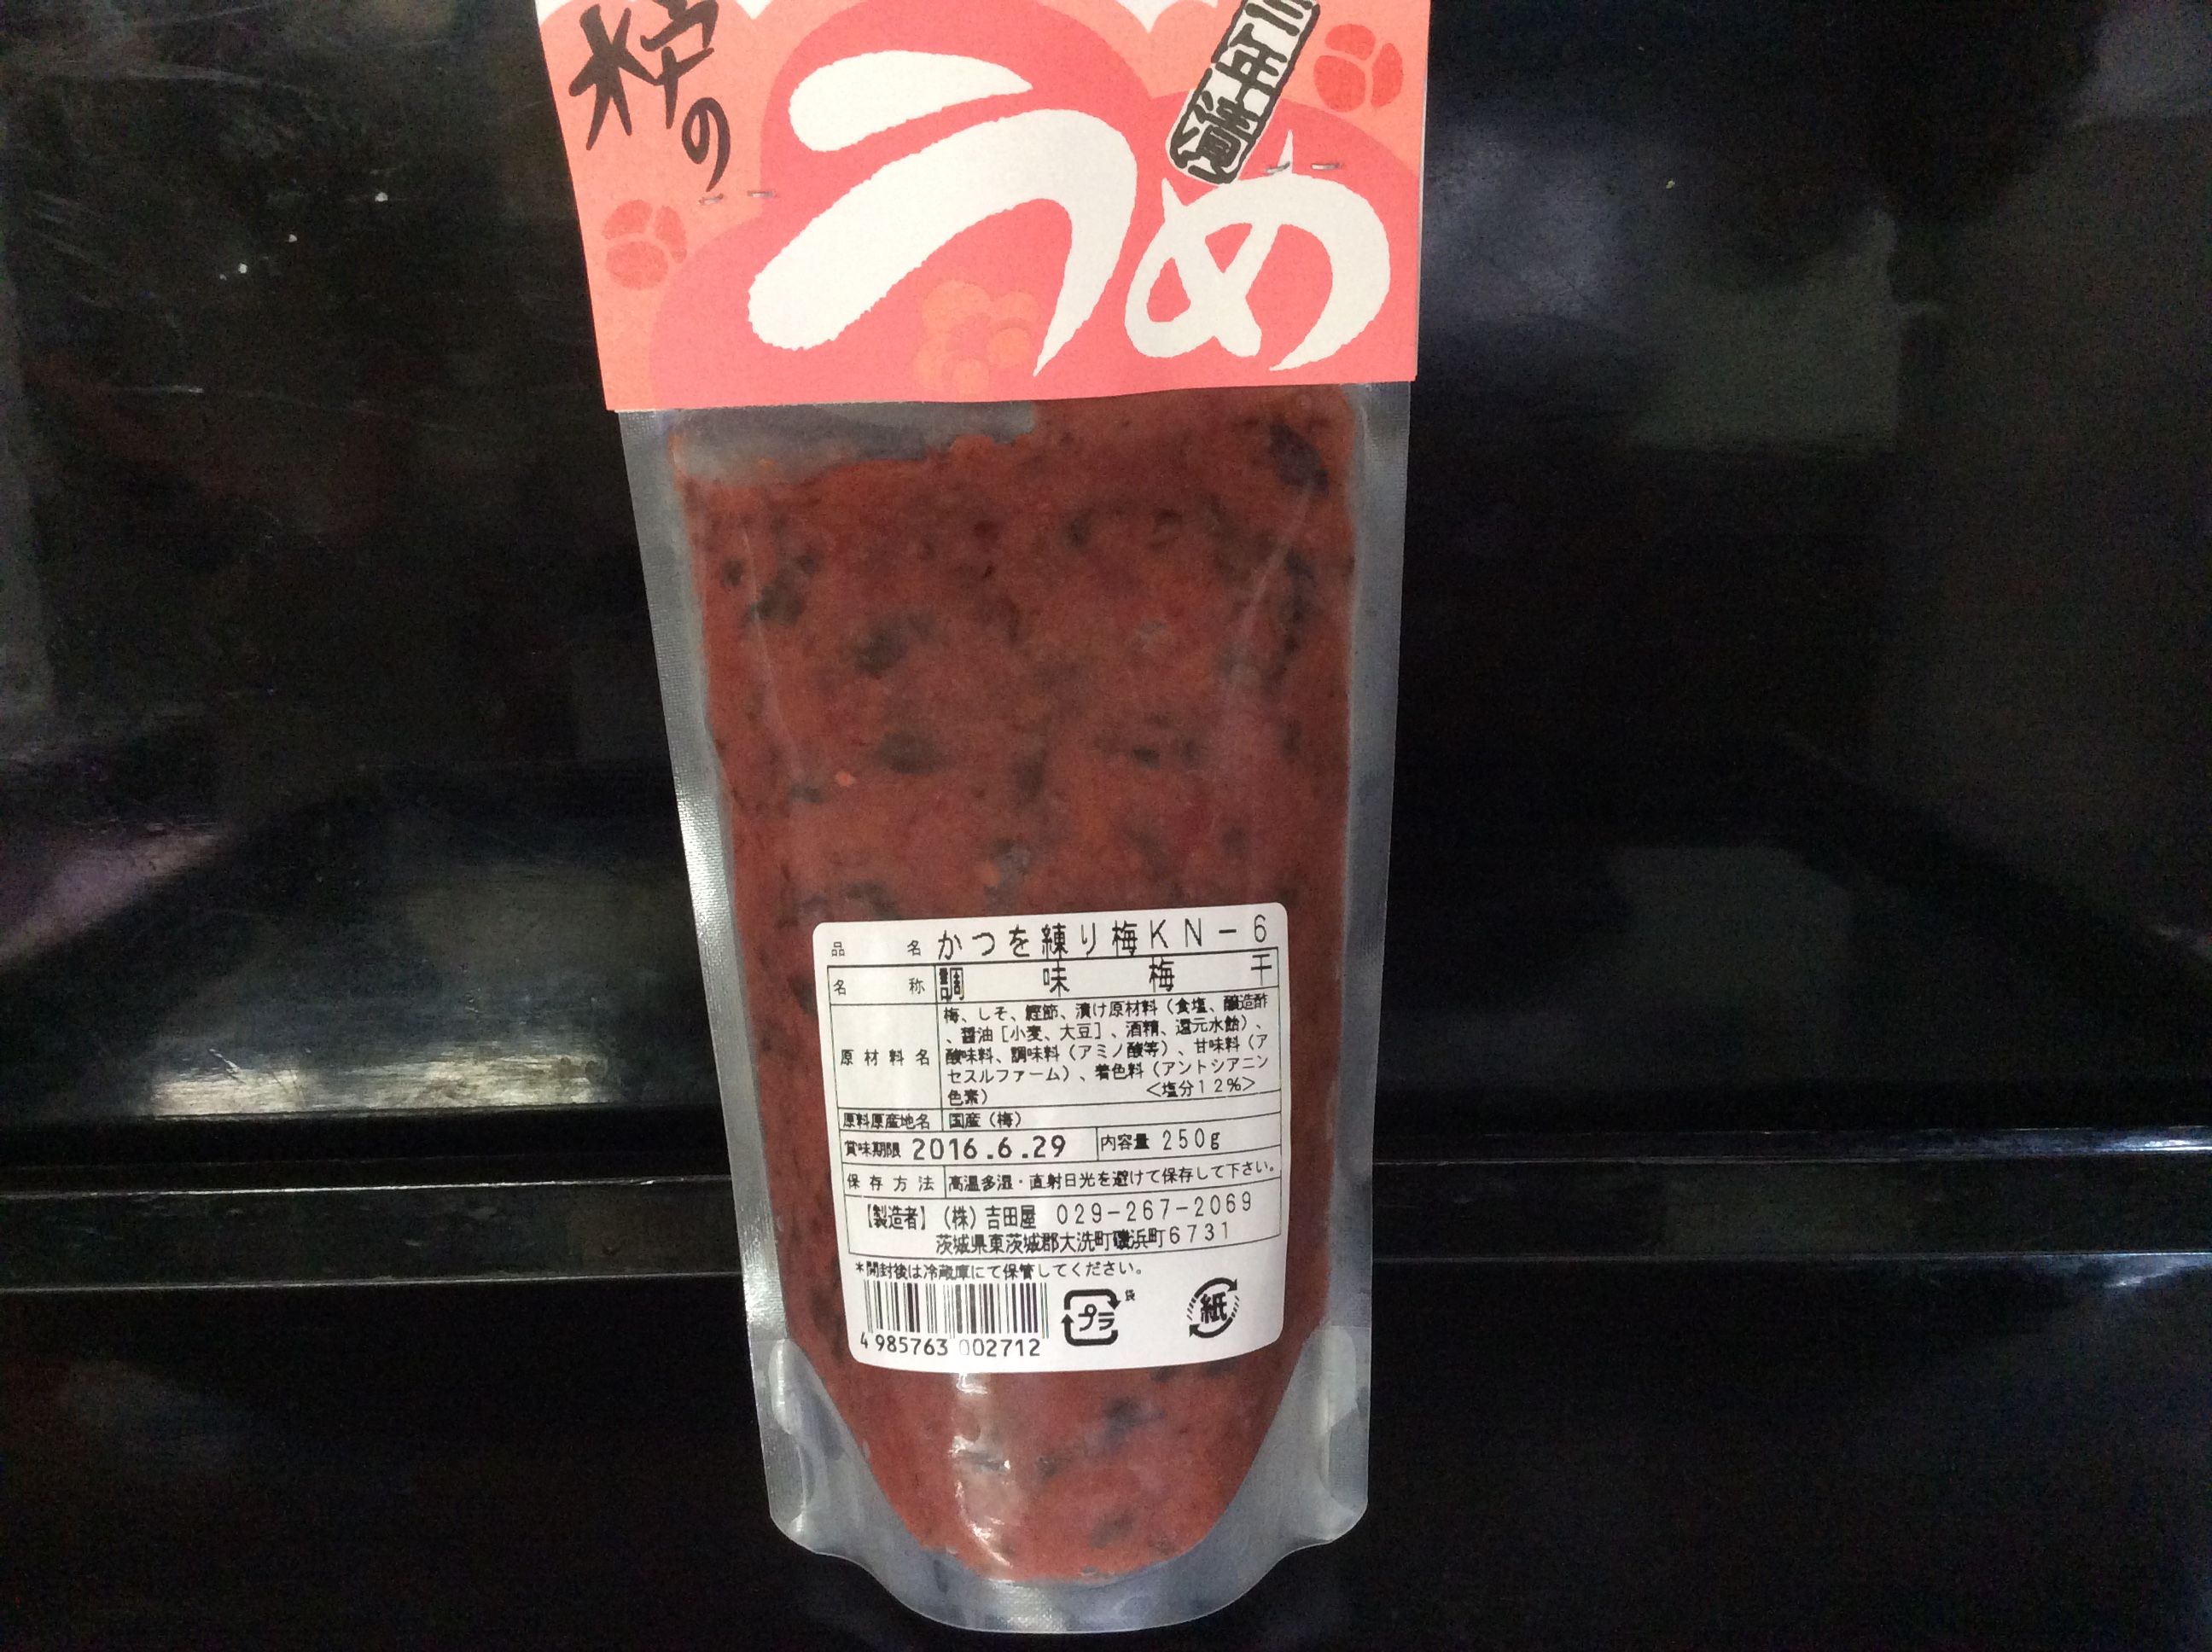 の
三年漬
うめ
品名 かつを練り梅KN-6
名称 調味梅干
原材料名 梅、しそ、鰹節、漬け原材料(食塩、醸造酢
、醤油[小麦、大豆]、酒精、還元水飴)、
酸味料、調味料(アミノ酸等)、甘味料(ア
セスルファーム)、着色料(アントシアニン
色素) <塩分12%>
原料原産地名 国産(梅)
賞味期限 2016.6.29 内容量 250g
保存方法 高温多湿・直射日光を避けて保存して下さい。
【製造者】(株)吉田屋 029-267-2069
茨城県東茨城郡大洗町磯浜町6731
*開封後は冷蔵庫にて保管してください。
4 985763 002712
プラ 袋 紙